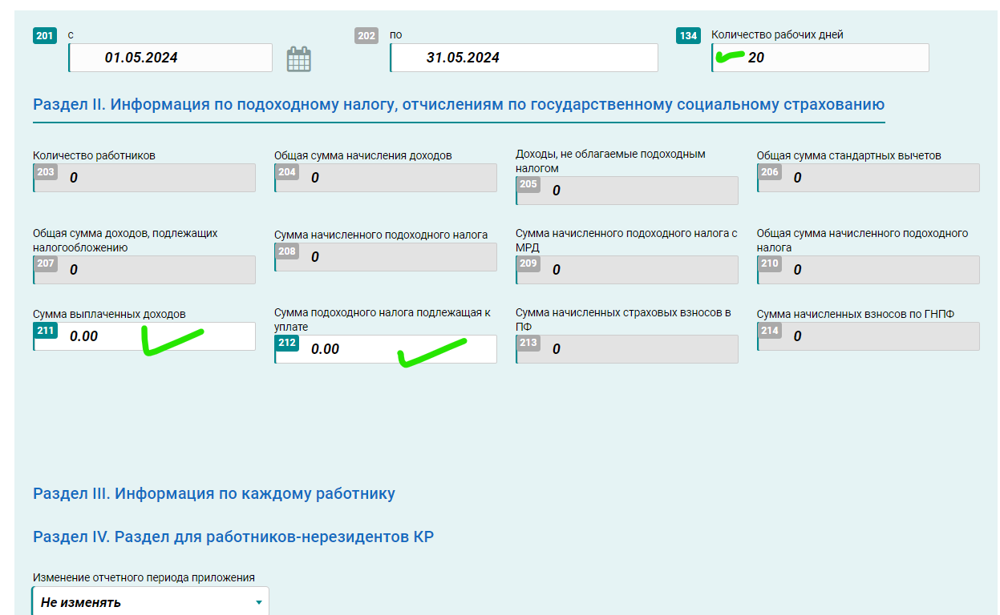 201 с 202 по 134 Количество рабочих дней
01.05.2024 31.05.2024 20
Раздел II. Информация по подоходному налогу, отчислениям по государственному социальному страхованию
Количество работников
203 0
Общая сумма начисления доходов
204 0
Доходы, не облагаемые подоходным
налогом
205 0
Общая сумма стандартных вычетов
206 0
Общая сумма доходов, подлежащих
налогообложению
207 0
Сумма начисленного подоходного налога
208 0
Сумма начисленного подоходного налога с
МРД
209 0
Общая сумма начисленного подоходного
налога
210 0
Сумма выплаченных доходов
211 0.00
Сумма подоходного налога подлежащая к
уплате
212 0.00
Сумма начисленных страховых взносов в
ПФ
213 0
Сумма начисленных взносов по ГНПФ
214 0
Раздел III. Информация по каждому работнику
Раздел IV. Раздел для работников-нерезидентов КР
Изменение отчетного периода приложения
Не изменять